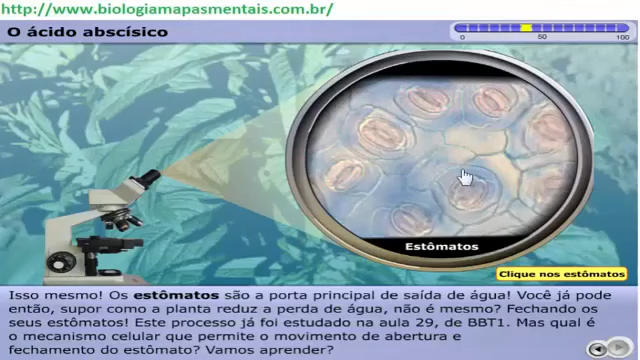 http://www.biologiamapasmentais.com.br/
O ácido abscísico
0 50 100
Estômatos
Clique nos estômatos
Isso mesmo! Os estômatos são a porta principal de saída de água! Você já pode
então, supor como a planta reduz a perda de água, não é mesmo? Fechando os
seus estômatos! Este processo já foi estudado na aula 29, de BBT1. Mas qual é
o mecanismo celular que permite o movimento de abertura e
fechamento do estômato? Vamos aprender?